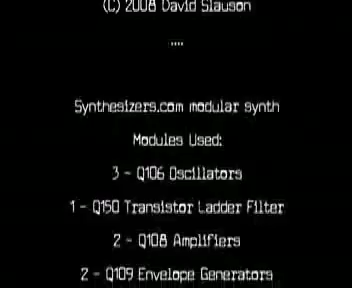 (C) 2008 David Slauson
....
Synthesizers.com modular synth
Modules Used:
3 - Q106 Oscillators
1 - Q150 Transistor Ladder Filter
2 - Q108 Amplifiers
2 - Q109 Envelope Generators